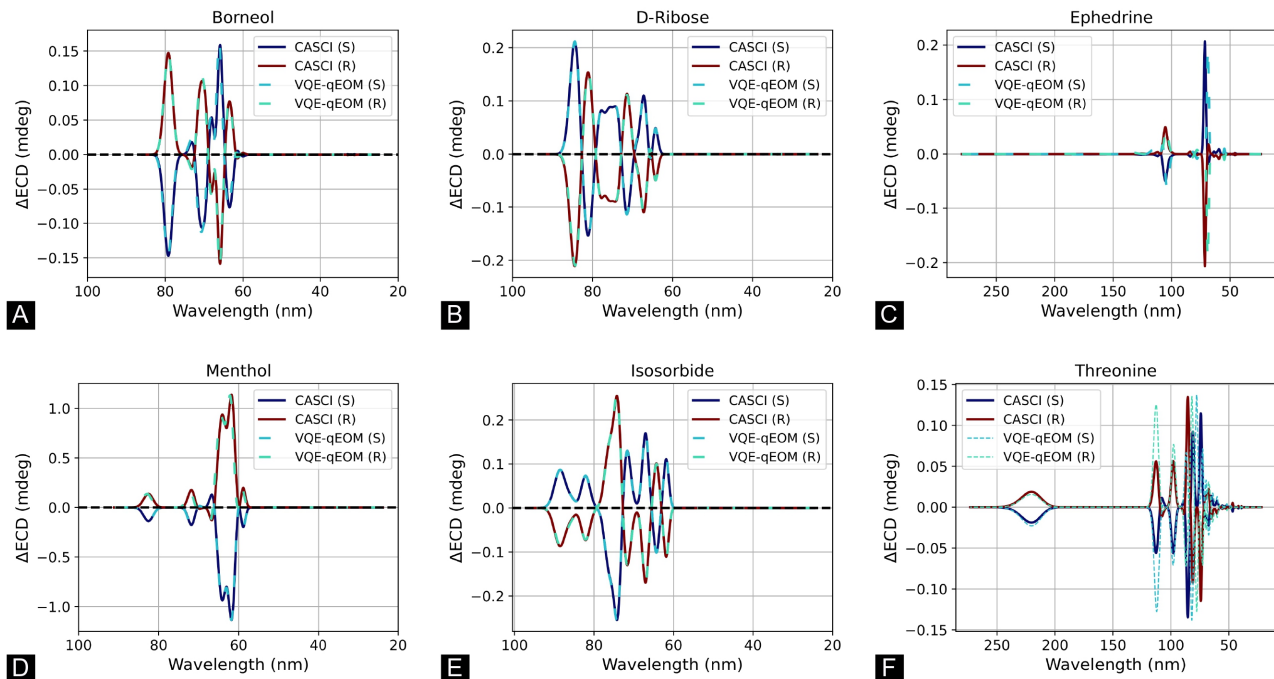 Borneol
ΔECD (mdeg)
0.15
0.10
0.05
0.00
−0.05
−0.10
−0.15
CASCI (S)
CASCI (R)
VQE-qEOM (S)
VQE-qEOM (R)
100 80 60 40 20
Wavelength (nm)
A
D-Ribose
ΔECD (mdeg)
0.2
0.1
0.0
−0.1
−0.2
CASCI (S)
CASCI (R)
VQE-qEOM (S)
VQE-qEOM (R)
100 80 60 40 20
Wavelength (nm)
B
Ephedrine
ΔECD (mdeg)
0.2
0.1
0.0
−0.1
−0.2
CASCI (S)
CASCI (R)
VQE-qEOM (S)
VQE-qEOM (R)
250 200 150 100 50
Wavelength (nm)
C
Menthol
ΔECD (mdeg)
1.0
0.5
0.0
−0.5
−1.0
CASCI (S)
CASCI (R)
VQE-qEOM (S)
VQE-qEOM (R)
100 80 60 40 20
Wavelength (nm)
D
Isosorbide
ΔECD (mdeg)
0.2
0.1
0.0
−0.1
−0.2
CASCI (S)
CASCI (R)
VQE-qEOM (S)
VQE-qEOM (R)
100 80 60 40 20
Wavelength (nm)
E
Threonine
ΔECD (mdeg)
0.15
0.10
0.05
0.00
−0.05
−0.10
−0.15
CASCI (S)
CASCI (R)
VQE-qEOM (S)
VQE-qEOM (R)
250 200 150 100 50
Wavelength (nm)
F